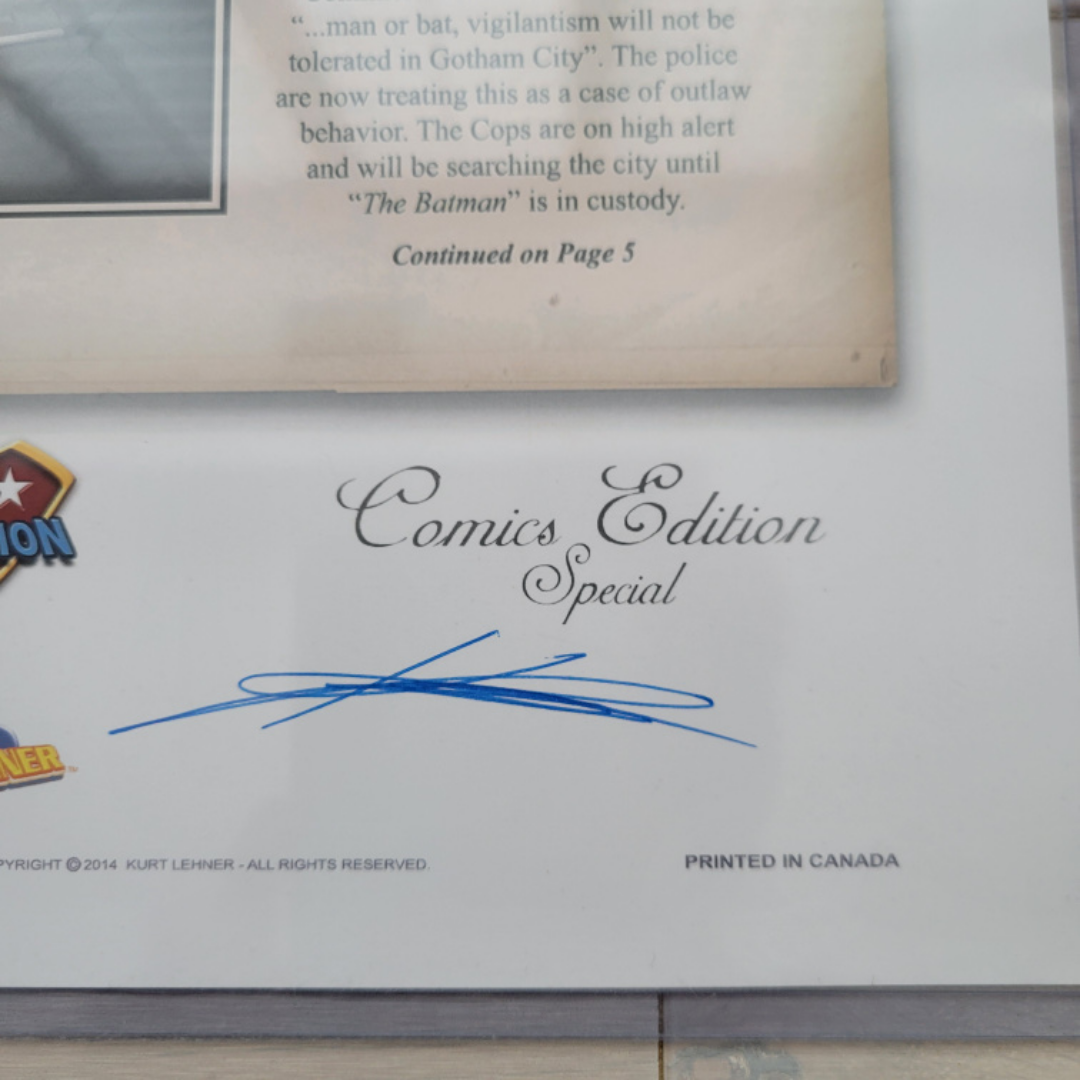 “...man or bat, vigilantism will not be
tolerated in Gotham City”. The police
are now treating this as a case of outlaw
behavior. The Cops are on high alert
and will be searching the city until
“The Batman” is in custody.
Continued on Page 5
ION
Comics Edition
Special
NER
PYRIGHT © 2014 KURT LEHNER - ALL RIGHTS RESERVED.
PRINTED IN CANADA